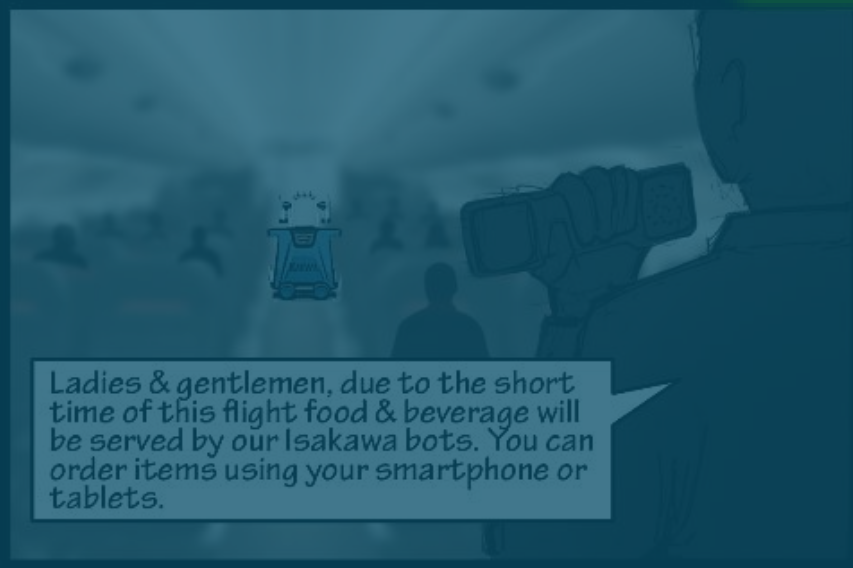 Ladies & gentlemen, due to the short
time of this flight food & beverage will
be served by our Isakawa bots. You can
order items using your smartphone or
tablets.